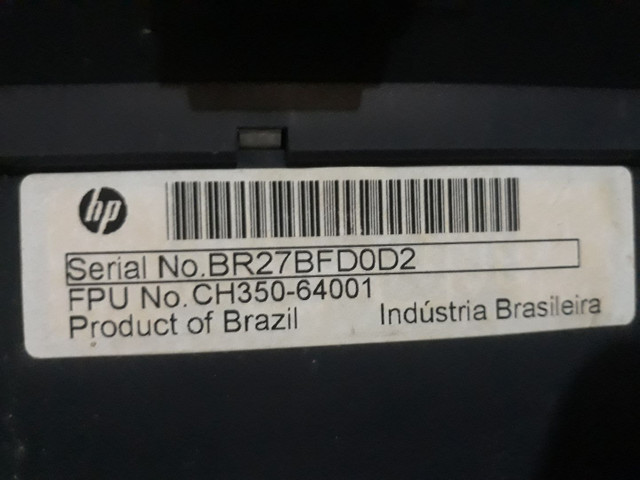 hp
Serial No.BR27BFD0D2
FPU No.CH350-64001
Product of Brazil Indústria Brasileira